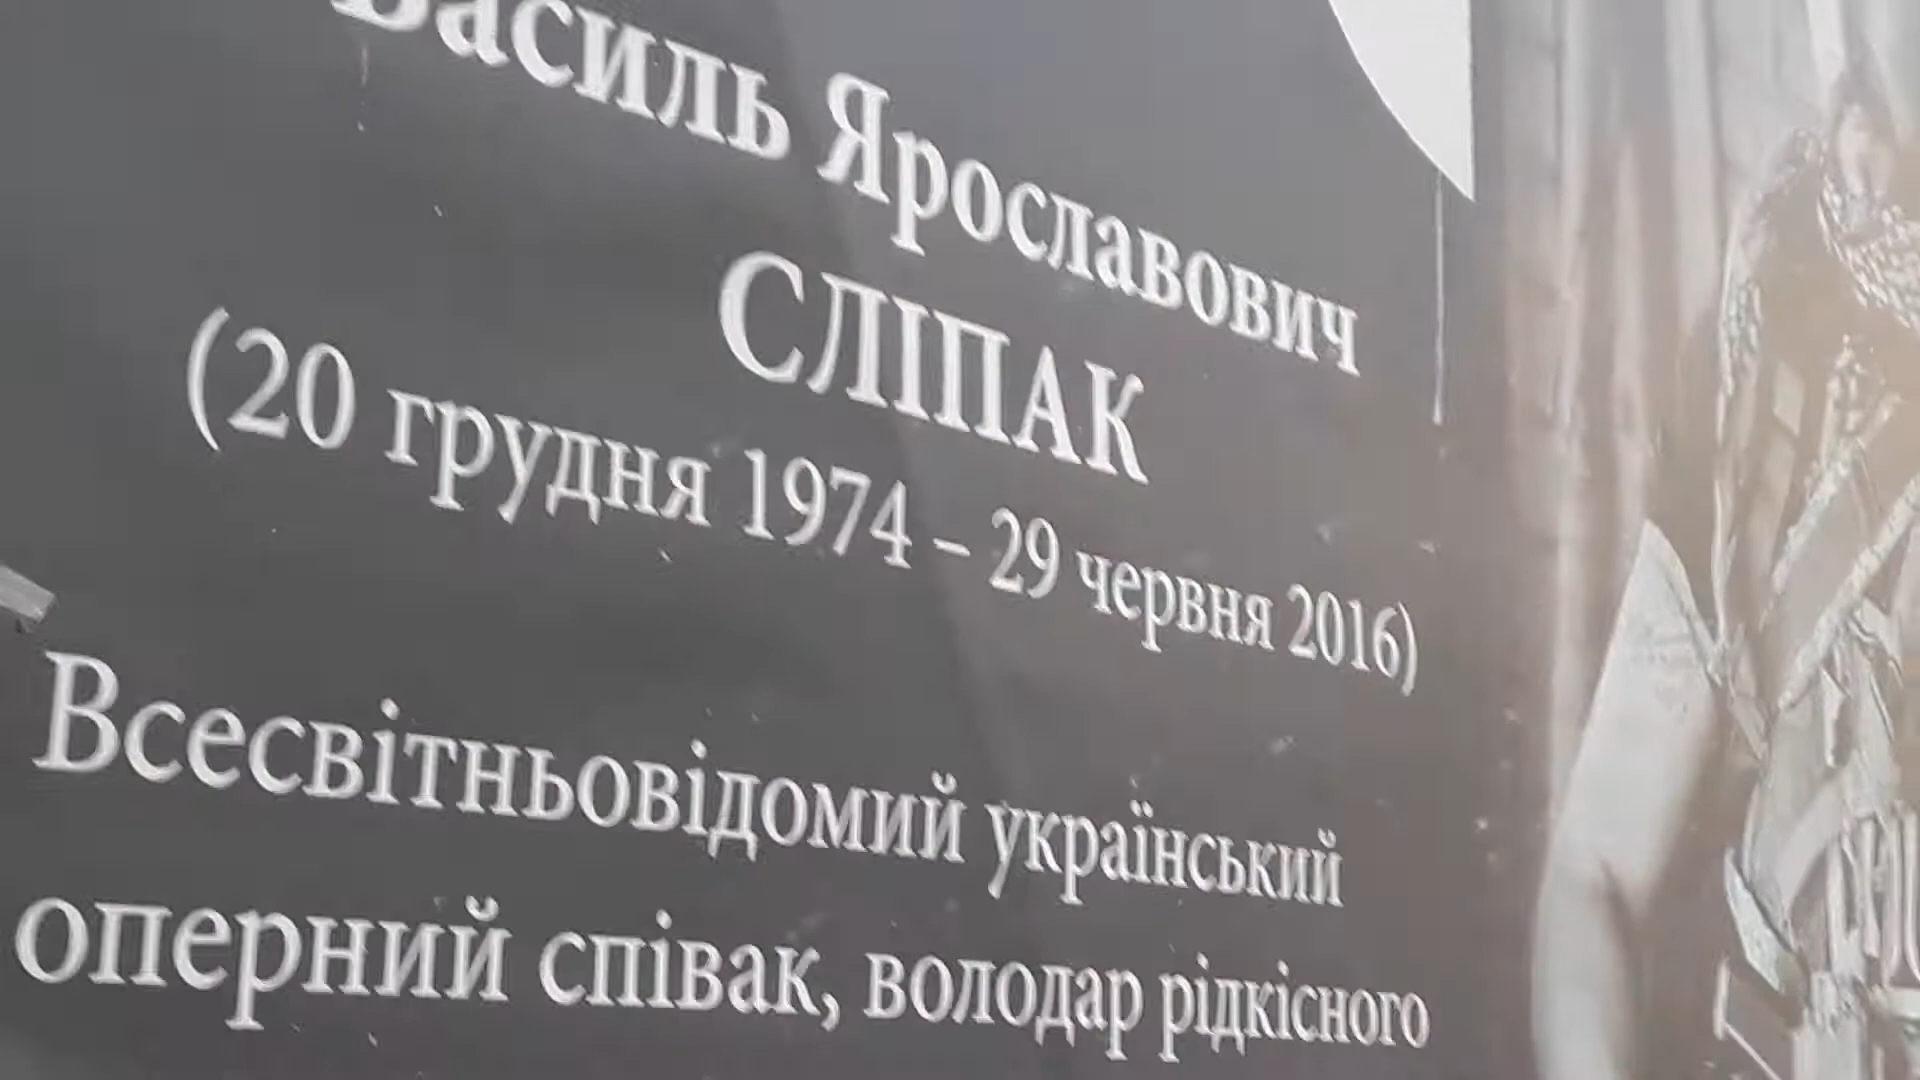 Василь Ярославович
СЛІПАК
(20 грудня 1974 – 29 червня 2016)
Всесвітньовідомий український
оперний співак, володар рідкісного